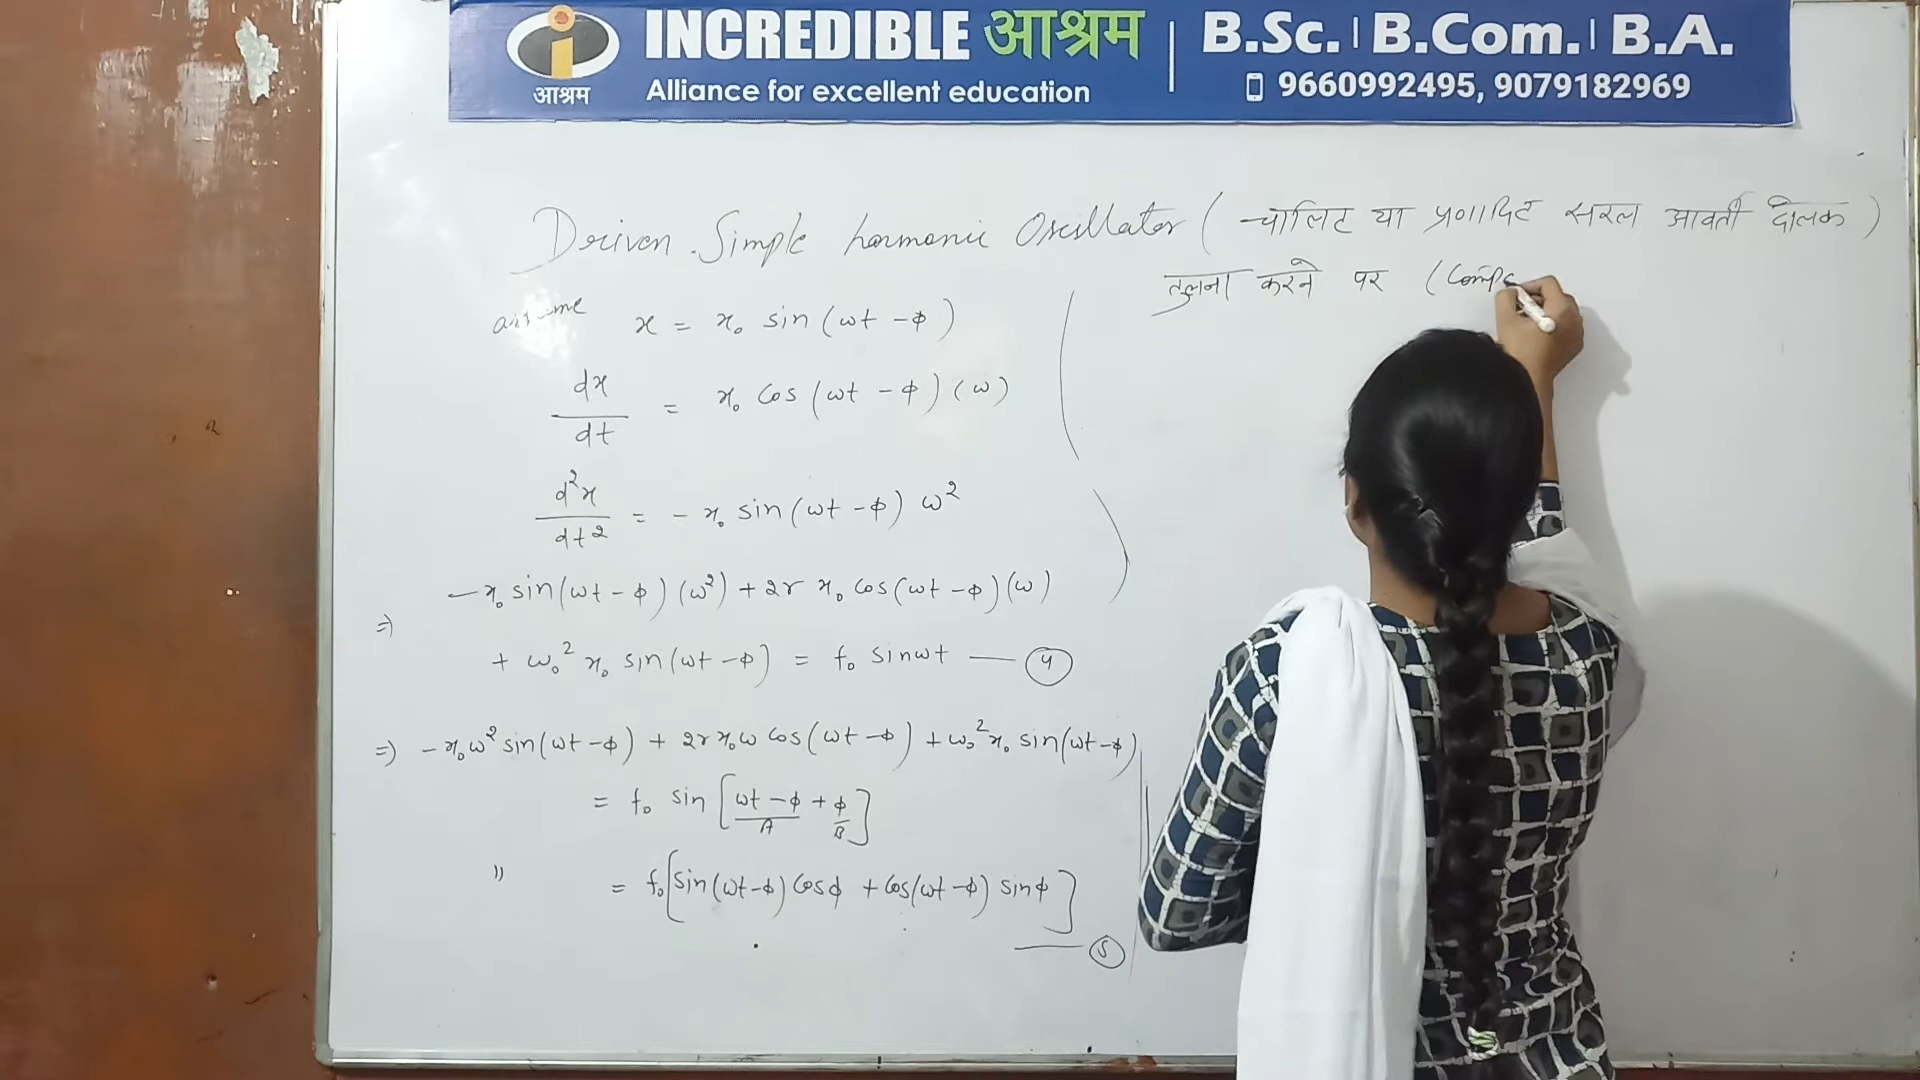 INCREDIBLE आश्रम
Alliance for excellent education
आश्रम
B.Sc. | B.Com. | B.A.
9660992495, 9079182969
Driven Simple harmonic Oscillator ( चालित या प्रणोदित सरल आवर्ती दोलक )
assume x = x₀ sin (ωt - ϕ)
dx/dt = x₀ cos (ωt - ϕ) (ω)
d²x/dt² = - x₀ sin (ωt - ϕ) ω²
⇒ - x₀ sin (ωt - ϕ) (ω²) + 2r x₀ cos (ωt - ϕ) (ω)
+ ω₀² x₀ sin (ωt - ϕ) = f₀ sinωt — (4)
⇒ - x₀ω² sin (ωt - ϕ) + 2r x₀ω cos (ωt - ϕ) + ω₀² x₀ sin (ωt - ϕ)
= f₀ sin [ωt - ϕ + ϕ]
A B
" = f₀ [sin (ωt - ϕ) cosϕ + cos (ωt - ϕ) sinϕ]
— (5)
तुलना करने पर (Comp